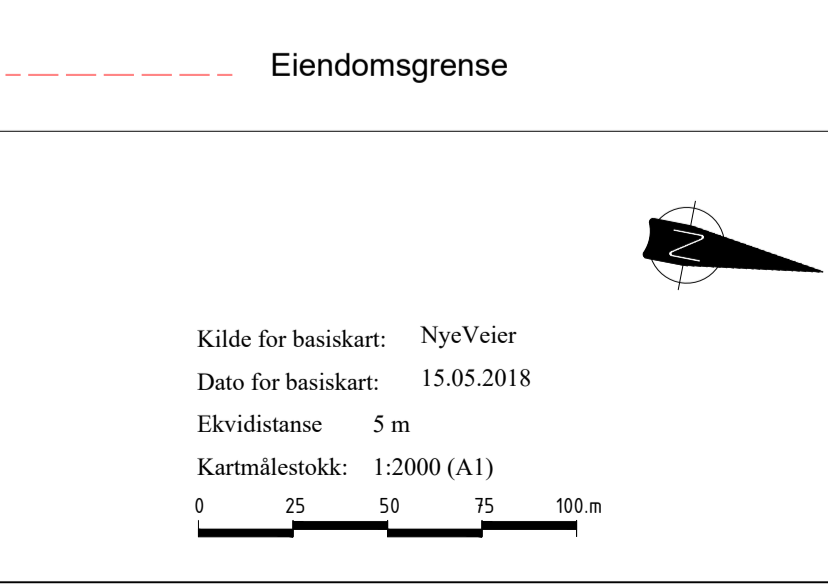 Eiendomsgrense
N
Kilde for basiskart: NyeVeier
Dato for basiskart: 15.05.2018
Ekvidistanse 5 m
Kartmålestokk: 1:2000 (A1)
0 25 50 75 100.m